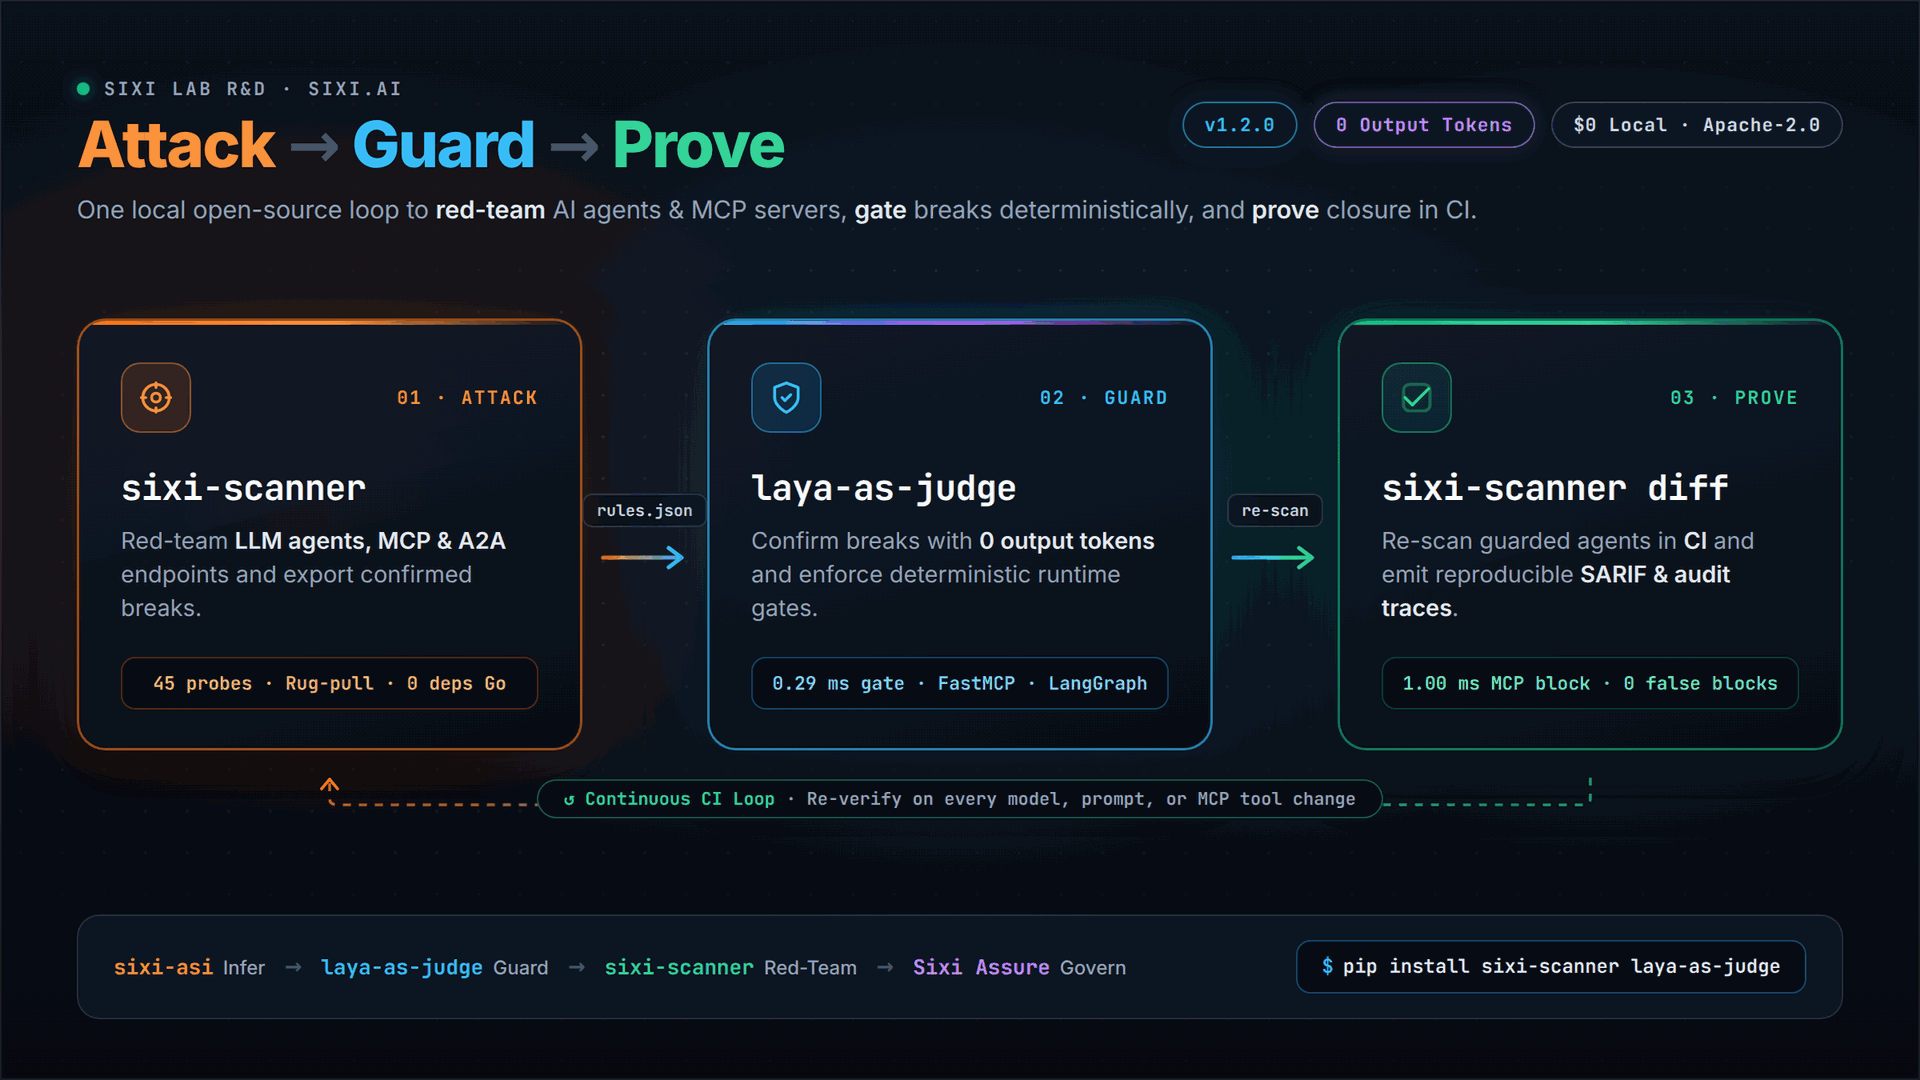 SIXI LAB R&D · SIXI.AI
Attack → Guard → Prove
One local open-source loop to red-team AI agents & MCP servers, gate breaks deterministically, and prove closure in CI.
v1.2.0
0 Output Tokens
$0 Local · Apache-2.0
01 · ATTACK
sixi-scanner
Red-team LLM agents, MCP & A2A
endpoints and export confirmed
breaks.
45 probes · Rug-pull · 0 deps Go
rules.json
02 · GUARD
laya-as-judge
Confirm breaks with 0 output tokens
and enforce deterministic runtime
gates.
0.29 ms gate · FastMCP · LangGraph
re-scan
03 · PROVE
sixi-scanner diff
Re-scan guarded agents in CI and
emit reproducible SARIF & audit
traces.
1.00 ms MCP block · 0 false blocks
↺ Continuous CI Loop · Re-verify on every model, prompt, or MCP tool change
sixi-asi Infer → laya-as-judge Guard → sixi-scanner Red-Team → Sixi Assure Govern
$ pip install sixi-scanner laya-as-judge